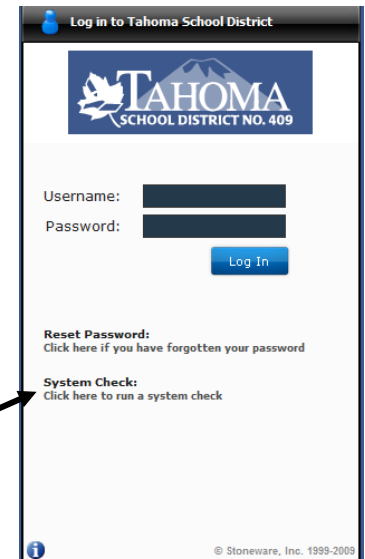 Log in to Tahoma School District
TAHOMA
SCHOOL DISTRICT NO. 409
Username:
Password:
Log In
Reset Password:
Click here if you have forgotten your password
System Check:
Click here to run a system check
i
© Stoneware, Inc. 1999-2009